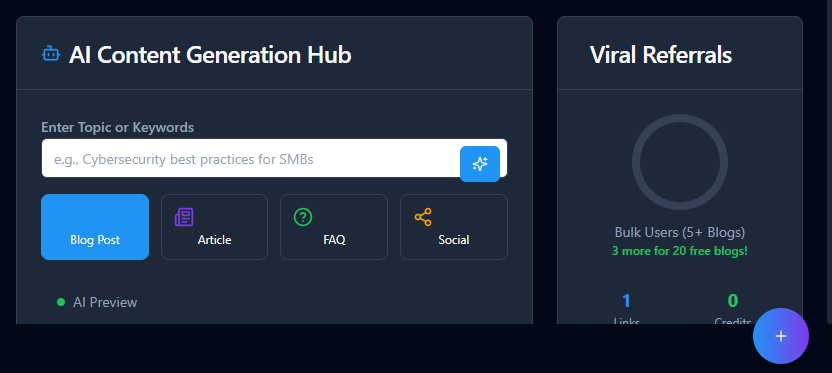 AI Content Generation Hub
Enter Topic or Keywords
e.g., Cybersecurity best practices for SMBs
Blog Post
Article
FAQ
Social
AI Preview
Viral Referrals
Bulk Users (5+ Blogs)
3 more for 20 free blogs!
1
0
Links
Credits
+